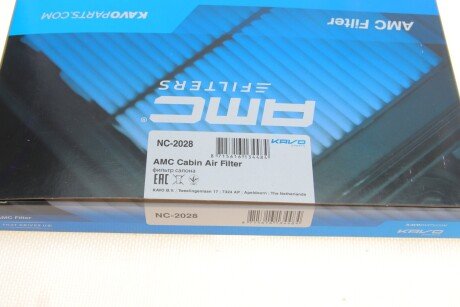 KAVOPARTS.COM
AMC Filter
AMC
FILTERS
NC-2028
KAVO
AMC Cabin Air Filter
фильтр салона
EAC
KAVO B.V. · Tweelingenlaan 17 · 7324 AP · Apeldoorn · The Netherlands
AMC Filter
NC-2028
KAVO